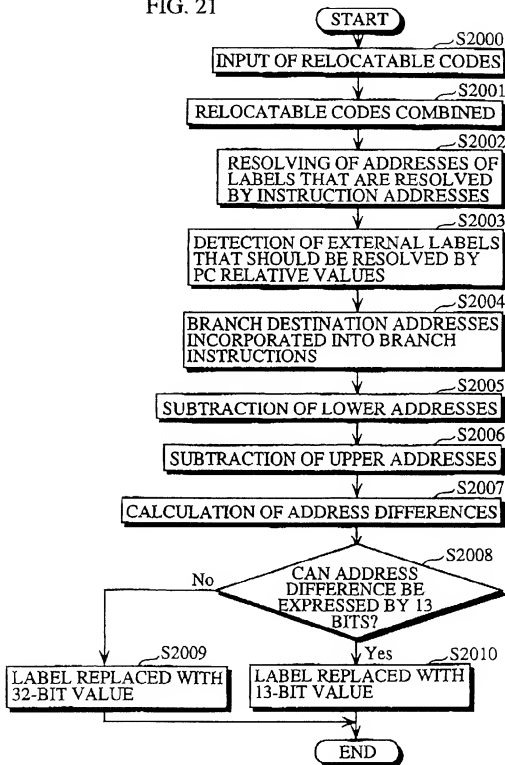 FIG. 21
START
S2000
INPUT OF RELOCATABLE CODES
S2001
RELOCATABLE CODES COMBINED
S2002
RESOLVING OF ADDRESSES OF
LABELS THAT ARE RESOLVED
BY INSTRUCTION ADDRESSES
S2003
DETECTION OF EXTERNAL LABELS
THAT SHOULD BE RESOLVED BY
PC RELATIVE VALUES
S2004
BRANCH DESTINATION ADDRESSES
INCORPORATED INTO BRANCH
INSTRUCTIONS
S2005
SUBTRACTION OF LOWER ADDRESSES
S2006
SUBTRACTION OF UPPER ADDRESSES
S2007
CALCULATION OF ADDRESS DIFFERENCES
S2008
CAN ADDRESS
DIFFERENCE BE
EXPRESSED BY 13
BITS?
No
Yes
S2009
LABEL REPLACED WITH
32-BIT VALUE
S2010
LABEL REPLACED WITH
13-BIT VALUE
END